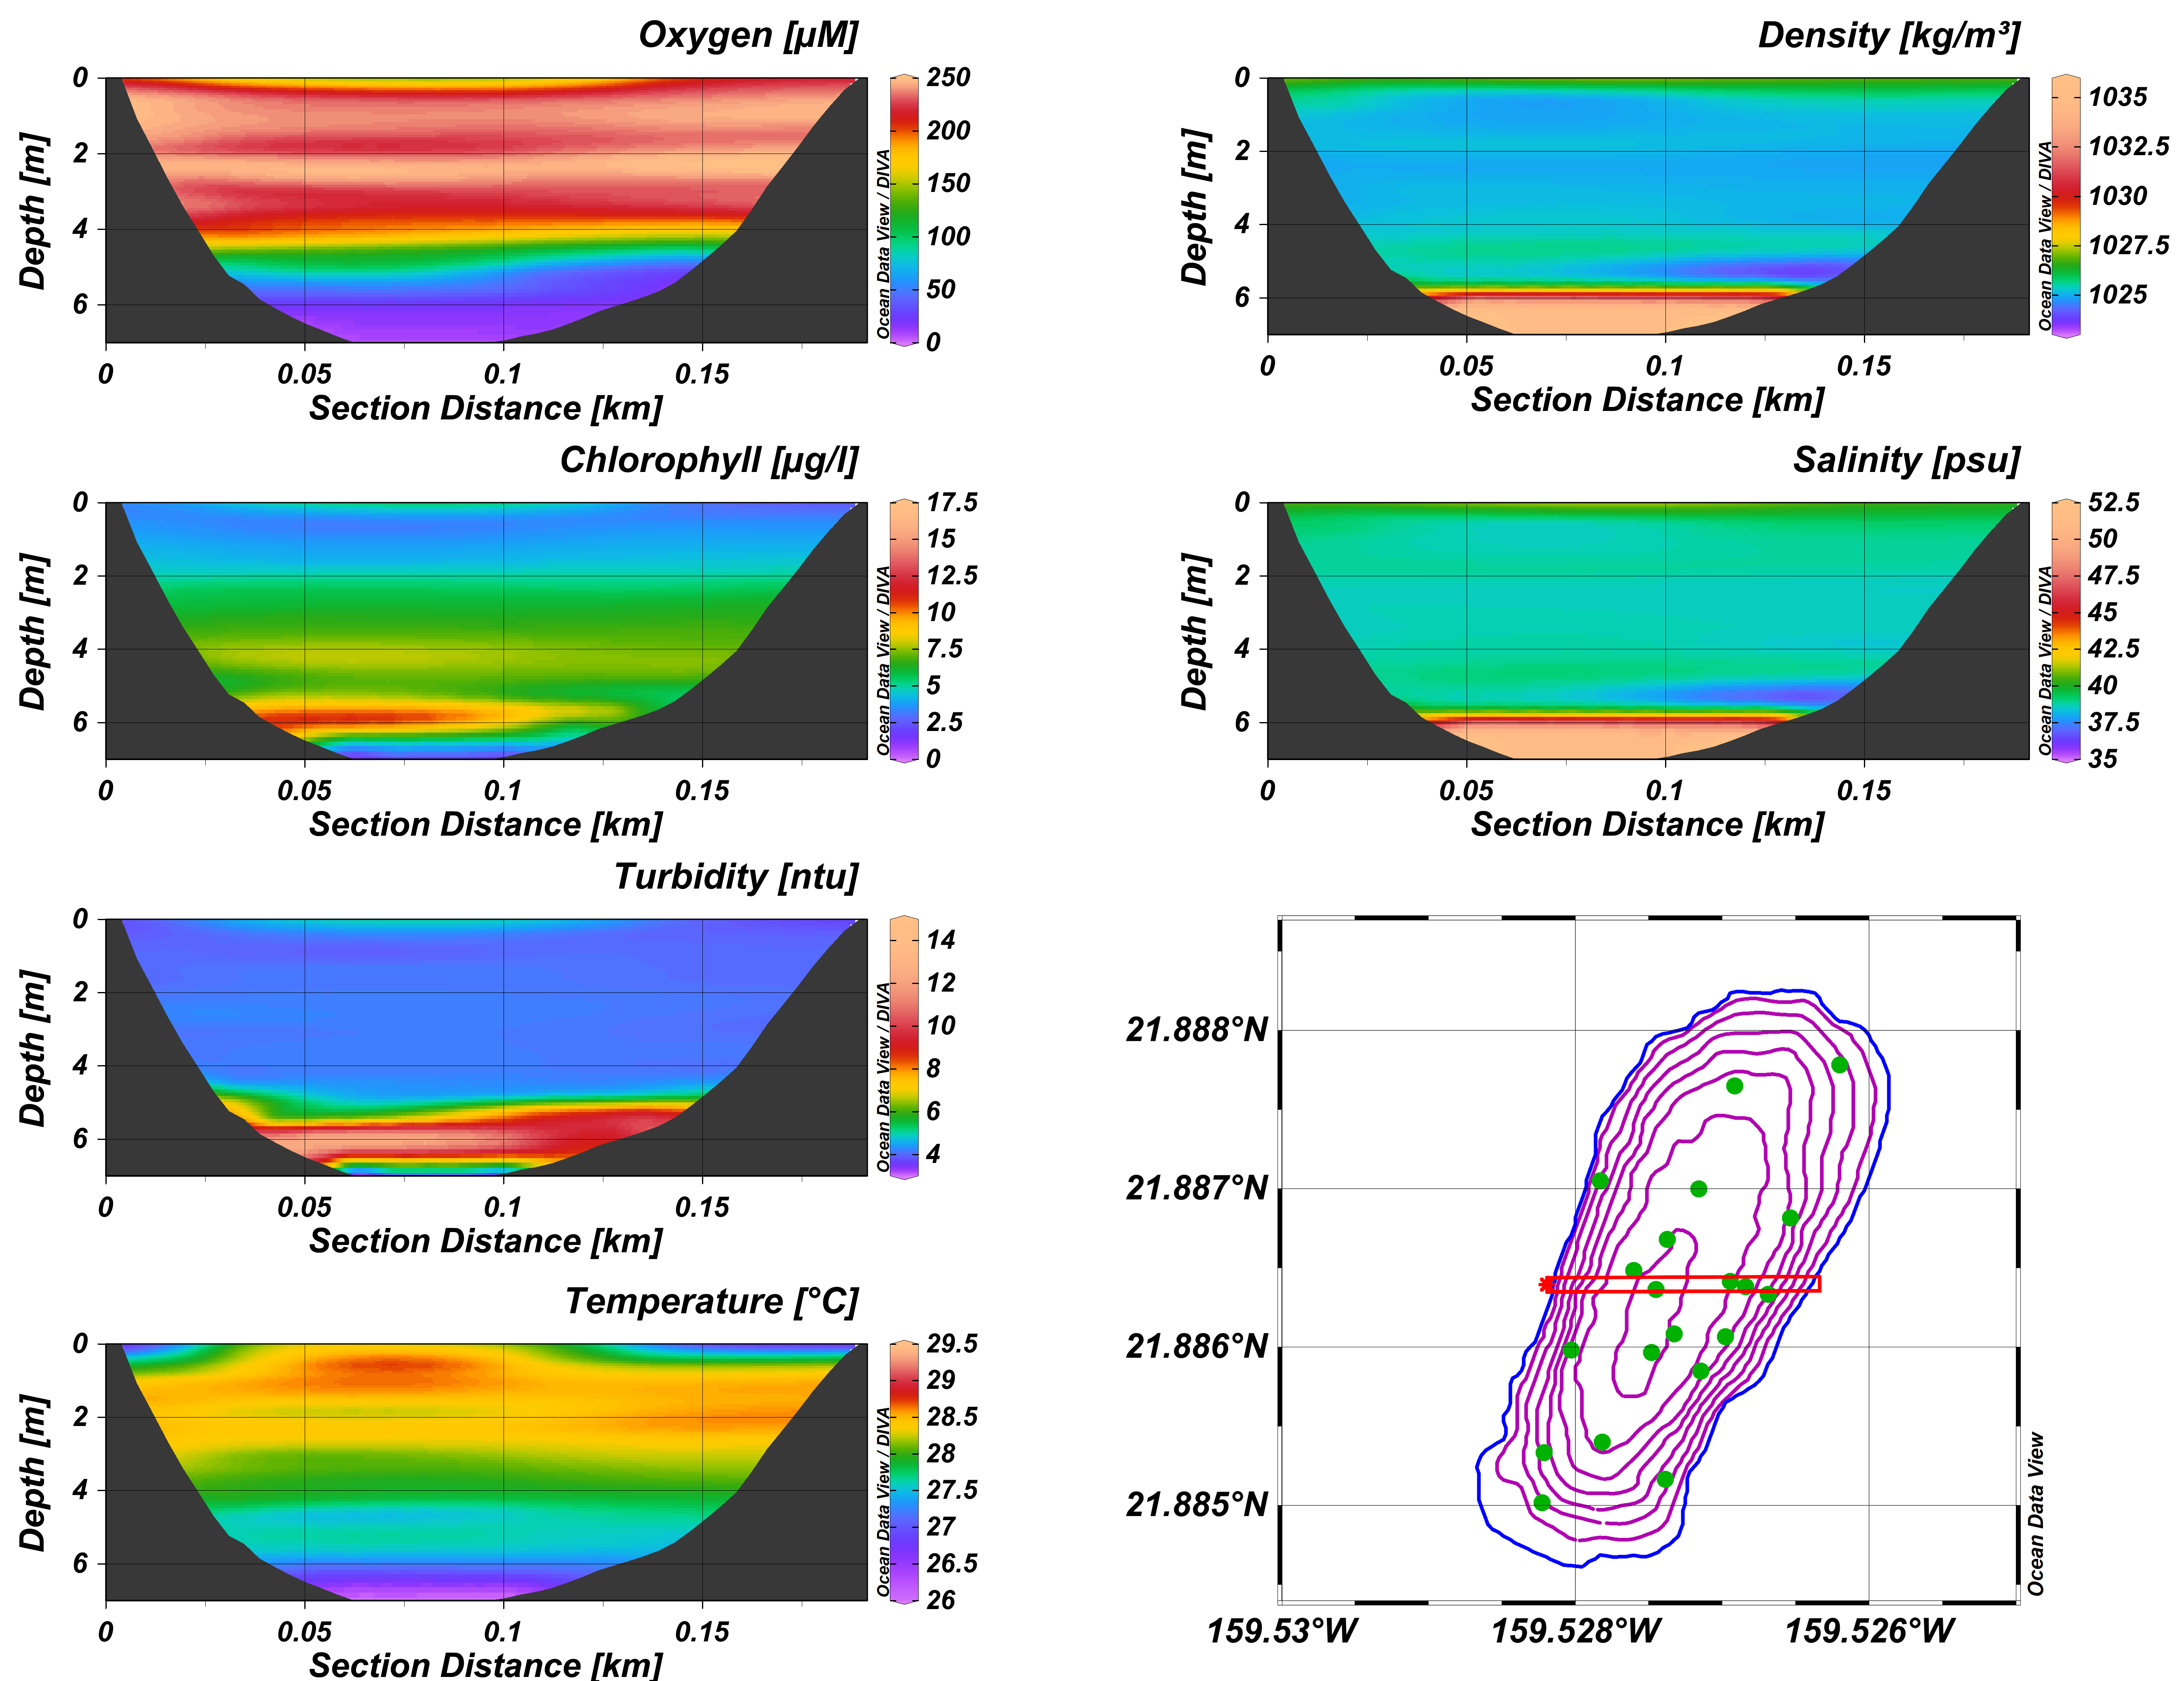 Oxygen [µM]
0
2
4
6
Depth [m]
0
0.05
0.1
0.15
Section Distance [km]
250
200
150
100
50
0
Ocean Data View / DIVA
Density [kg/m³]
0
2
4
6
Depth [m]
0
0.05
0.1
0.15
Section Distance [km]
1035
1032.5
1030
1027.5
1025
Ocean Data View / DIVA
Chlorophyll [µg/l]
0
2
4
6
Depth [m]
0
0.05
0.1
0.15
Section Distance [km]
17.5
15
12.5
10
7.5
5
2.5
0
Ocean Data View / DIVA
Salinity [psu]
0
2
4
6
Depth [m]
0
0.05
0.1
0.15
Section Distance [km]
52.5
50
47.5
45
42.5
40
37.5
35
Ocean Data View / DIVA
Turbidity [ntu]
0
2
4
6
Depth [m]
0
0.05
0.1
0.15
Section Distance [km]
14
12
10
8
6
4
Ocean Data View / DIVA
Temperature [°C]
0
2
4
6
Depth [m]
0
0.05
0.1
0.15
Section Distance [km]
29.5
29
28.5
28
27.5
27
26.5
26
Ocean Data View / DIVA
21.888°N
21.887°N
21.886°N
21.885°N
159.53°W
159.528°W
159.526°W
Ocean Data View